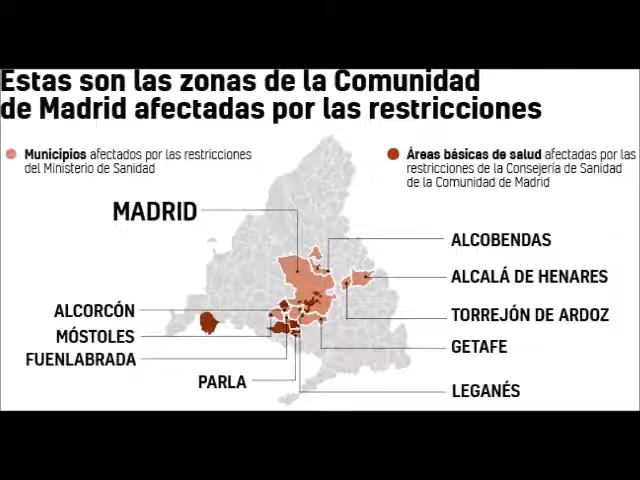 Estas son las zonas de la Comunidad
de Madrid afectadas por las restricciones
Municipios afectados por las restricciones
del Ministerio de Sanidad
Áreas básicas de salud afectadas por las
restricciones de la Consejería de Sanidad
de la Comunidad de Madrid
MADRID
ALCOBENDAS
ALCALÁ DE HENARES
ALCORCÓN
TORREJÓN DE ARDOZ
MÓSTOLES
GETAFE
FUENLABRADA
PARLA
LEGANÉS